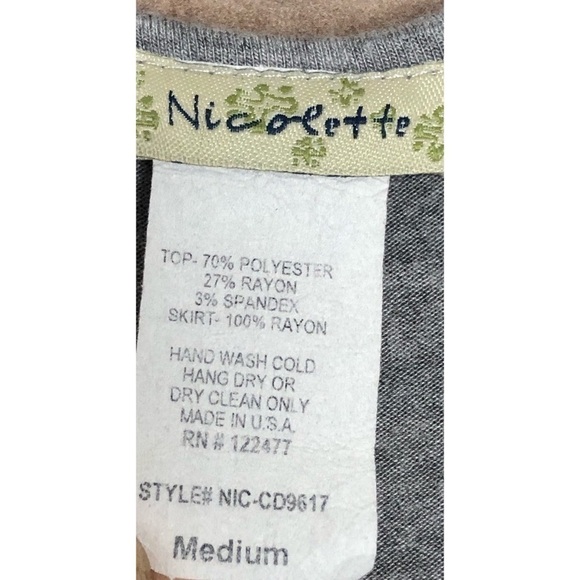 Nicolette
TOP- 70% POLYESTER
27% RAYON
3% SPANDEX
SKIRT- 100% RAYON
HAND WASH COLD
HANG DRY OR
DRY CLEAN ONLY
MADE IN U.S.A.
RN # 122477
STYLE# NIC-CD9617
Medium